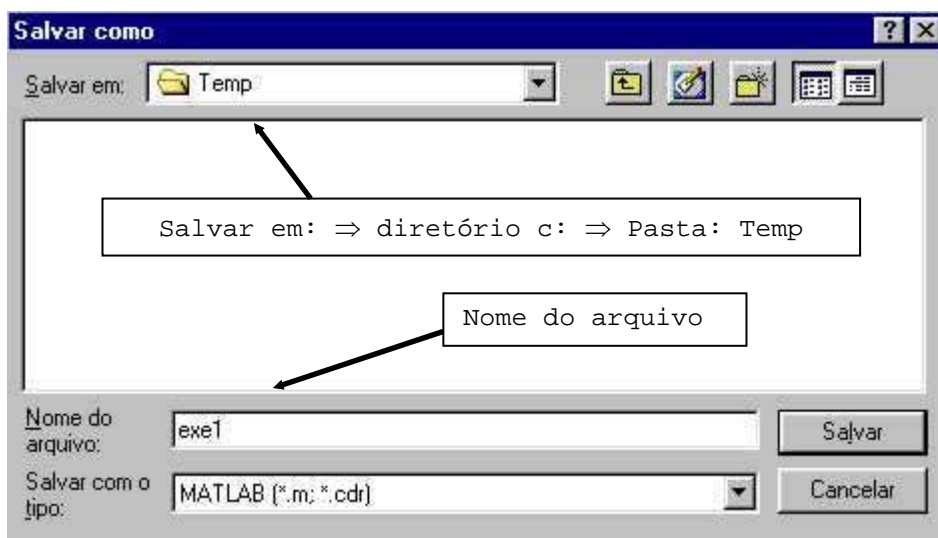 Salvar como
Salvar em: Temp
Salvar em: ⇒ diretório c: ⇒ Pasta: Temp
Nome do arquivo
Nome do
arquivo:
exe1
Salvar
Salvar com o
tipo:
MATLAB (*.m; *.cdr)
Cancelar